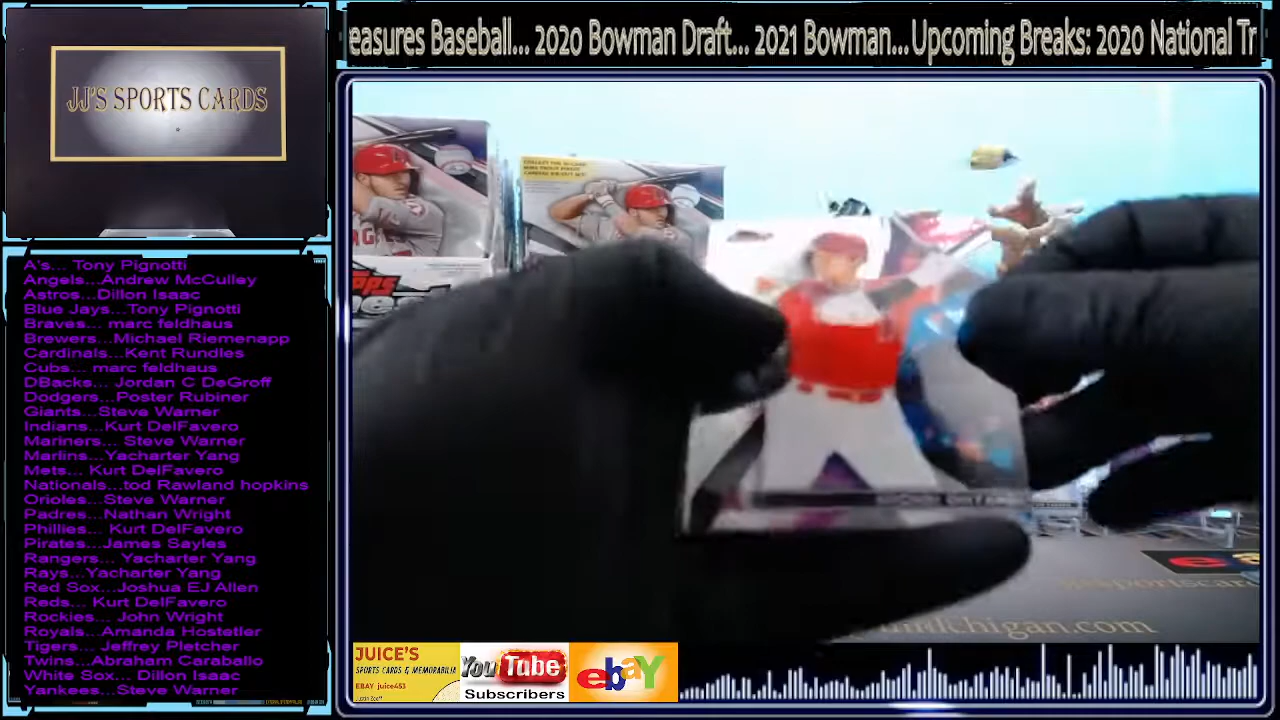 easures Baseball... 2020 Bowman Draft... 2021 Bowman...Upcoming Breaks: 2020 National Tr
JJ'S SPORTS CARDS
A's... Tony Pignotti
Angels...Andrew McCulley
Astros...Dillon Isaac
Blue Jays...Tony Pignotti
Braves... marc feldhaus
Brewers...Michael Riemenapp
Cardinals...Kent Rundles
Cubs... marc feldhaus
DBacks... Jordan C DeGroff
Dodgers...Poster Rubiner
Giants...Steve Warner
Indians...Kurt DelFavero
Mariners... Steve Warner
Marlins...Yacharter Yang
Mets... Kurt DelFavero
Nationals...tod Rawland hopkins
Orioles...Steve Warner
Padres...Nathan Wright
Phillies... Kurt DelFavero
Pirates...James Sayles
Rangers... Yacharter Yang
Rays...Yacharter Yang
Red Sox...Joshua EJ Allen
Reds... Kurt DelFavero
Rockies... John Wright
Royals...Amanda Hostetler
Tigers... Jeffrey Pletcher
Twins...Abraham Caraballo
White Sox... Dillon Isaac
Yankees...Steve Warner
JUICE'S
SPORTS CARDS & MEMORABILIA
EBAY juice453
YouTube
Subscribers
ebaY